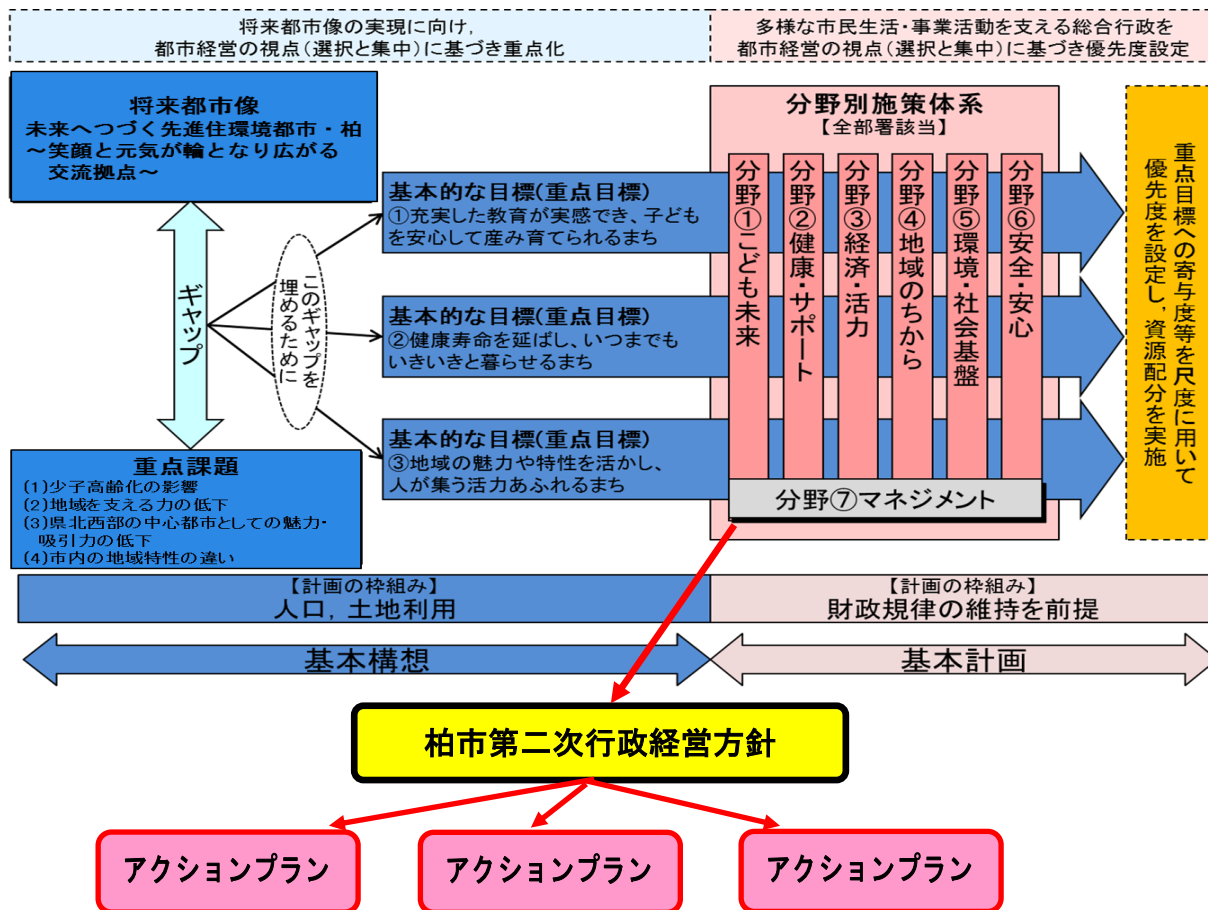 将来都市像の実現に向け,
都市経営の視点(選択と集中)に基づき重点化
多様な市民生活・事業活動を支える総合行政を
都市経営の視点(選択と集中)に基づき優先度設定
将来都市像
未来へつづく先進住環境都市・柏
～笑顔と元気が輪となり広がる
交流拠点～
ギャップ
このギャップを
埋めるために
重点課題
(1)少子高齢化の影響
(2)地域を支える力の低下
(3)県北西部の中心都市としての魅力・
吸引力の低下
(4)市内の地域特性の違い
基本的な目標(重点目標)
①充実した教育が実感でき、子ども
を安心して産み育てられるまち
基本的な目標(重点目標)
②健康寿命を延ばし、いつまでも
いきいきと暮らせるまち
基本的な目標(重点目標)
③地域の魅力や特性を活かし、
人が集う活力あふれるまち
分野別施策体系
【全部署該当】
分野①こども未来
分野②健康・サポート
分野③経済・活力
分野④地域のちから
分野⑤環境・社会基盤
分野⑥安全・安心
分野⑦マネジメント
重点目標への寄与度等を尺度に用いて
優先度を設定し,資源配分を実施
【計画の枠組み】
人口,土地利用
【計画の枠組み】
財政規律の維持を前提
基本構想
基本計画
柏市第二次行政経営方針
アクションプラン
アクションプラン
アクションプラン